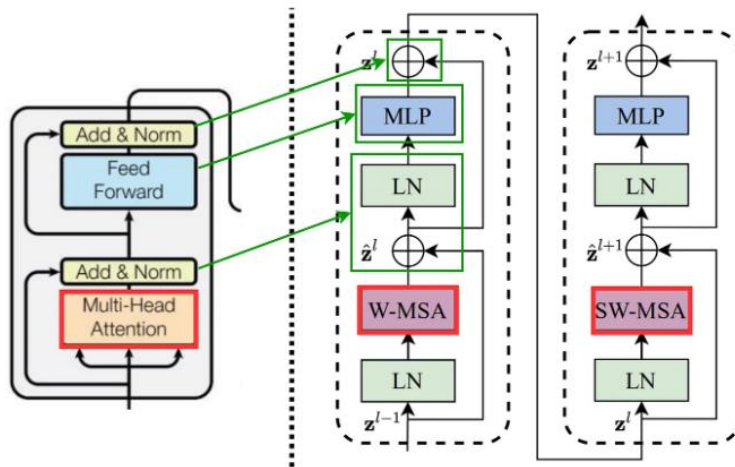 Add & Norm
Feed
Forward
Add & Norm
Multi-Head
Attention
z^l
MLP
LN
ẑ^l
W-MSA
LN
z^{l-1}
z^{l+1}
MLP
LN
ẑ^{l+1}
SW-MSA
LN
z^l